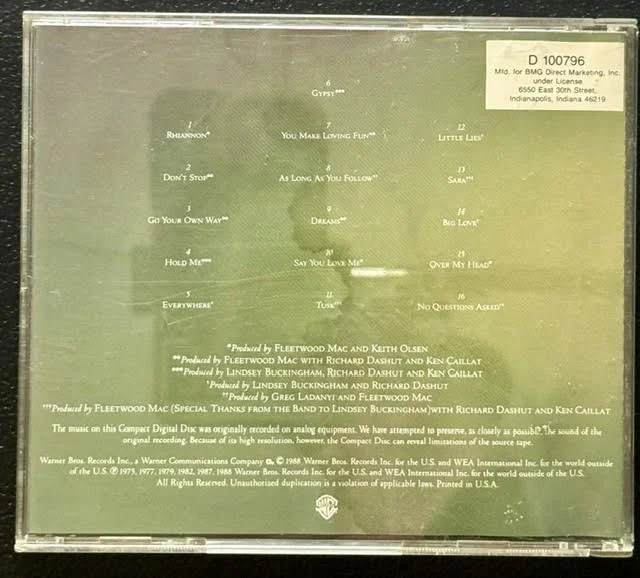 D 100796
Mfd. for BMG Direct Marketing, Inc.
under License
6550 East 30th Street,
Indianapolis, Indiana 46219
6
Gypsy***
1
Rhiannon*
7
You Make Loving Fun**
12
Little Lies†
2
Don't Stop**
8
As Long As You Follow††
13
Sara†††
3
Go Your Own Way**
9
Dreams**
14
Big Love†
4
Hold Me***
10
Say You Love Me*
15
Over My Head*
5
Everywhere†
11
Tusk†††
16
No Questions Asked††
*Produced by Fleetwood Mac and Keith Olsen
**Produced by Fleetwood Mac with Richard Dashut and Ken Caillat
***Produced by Lindsey Buckingham, Richard Dashut and Ken Caillat
†Produced by Lindsey Buckingham and Richard Dashut
††Produced by Greg Ladanyi and Fleetwood Mac
†††Produced by Fleetwood Mac (Special Thanks from the Band to Lindsey Buckingham)with Richard Dashut and Ken Caillat
The music on this Compact Digital Disc was originally recorded on analog equipment. We have attempted to preserve, as closely as possible, the sound of
original recording. Because of its high resolution, however, the Compact Disc can reveal limitations of the source tape.
Warner Bros. Records Inc., a Warner Communications Company, © 1988 Warner Bros. Records Inc. for the U.S. and WEA International Inc. for the world outside
of the U.S. ℗ 1975, 1977, 1979, 1982, 1987, 1988 Warner Bros. Records Inc. for the U.S. and WEA International Inc. for the world outside of the U.S.
All Rights Reserved. Unauthorized duplication is a violation of applicable laws. Printed in U.S.A.